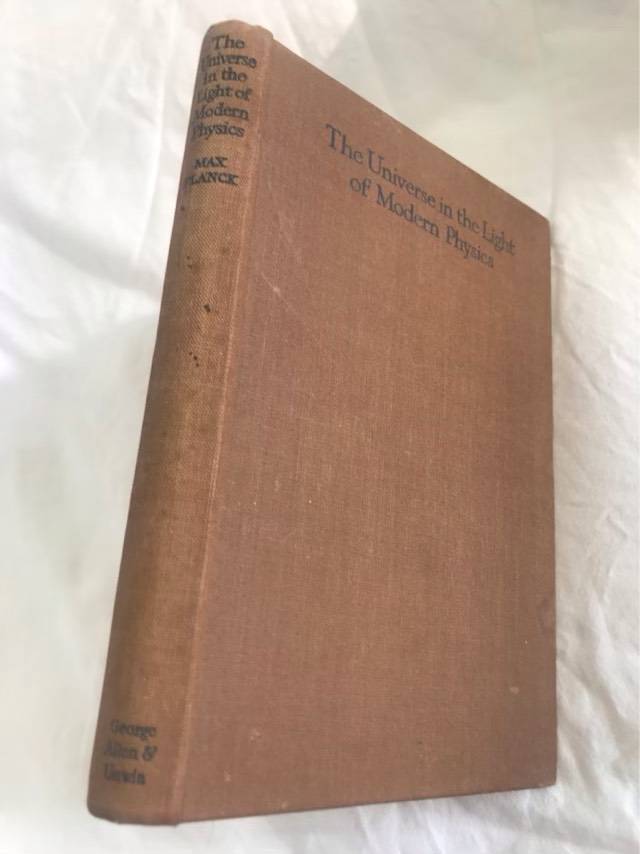 The
Universe
in the
Light of
Modern
Physics
MAX
PLANCK
The Universe in the Light
of Modern Physics
George
Allen &
Unwin